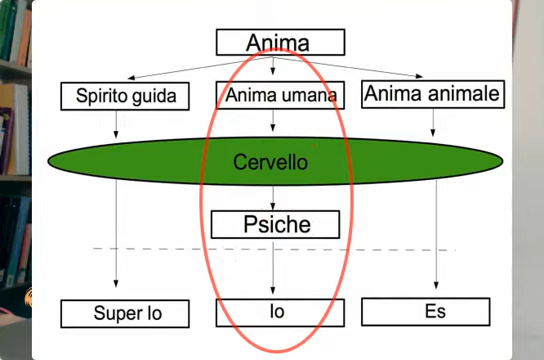 Anima
Spirito guida
Anima umana
Anima animale
Cervello
Psiche
Super Io
Io
Es